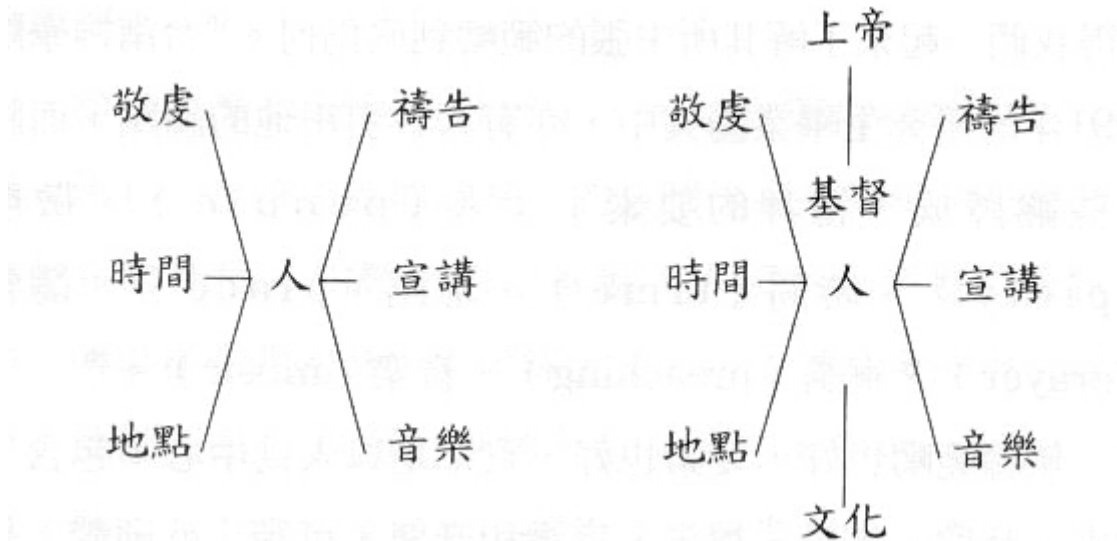 敬虔
禱告
時間
人
宣講
地點
音樂
上帝
敬虔
禱告
基督
時間
人
宣講
地點
音樂
文化